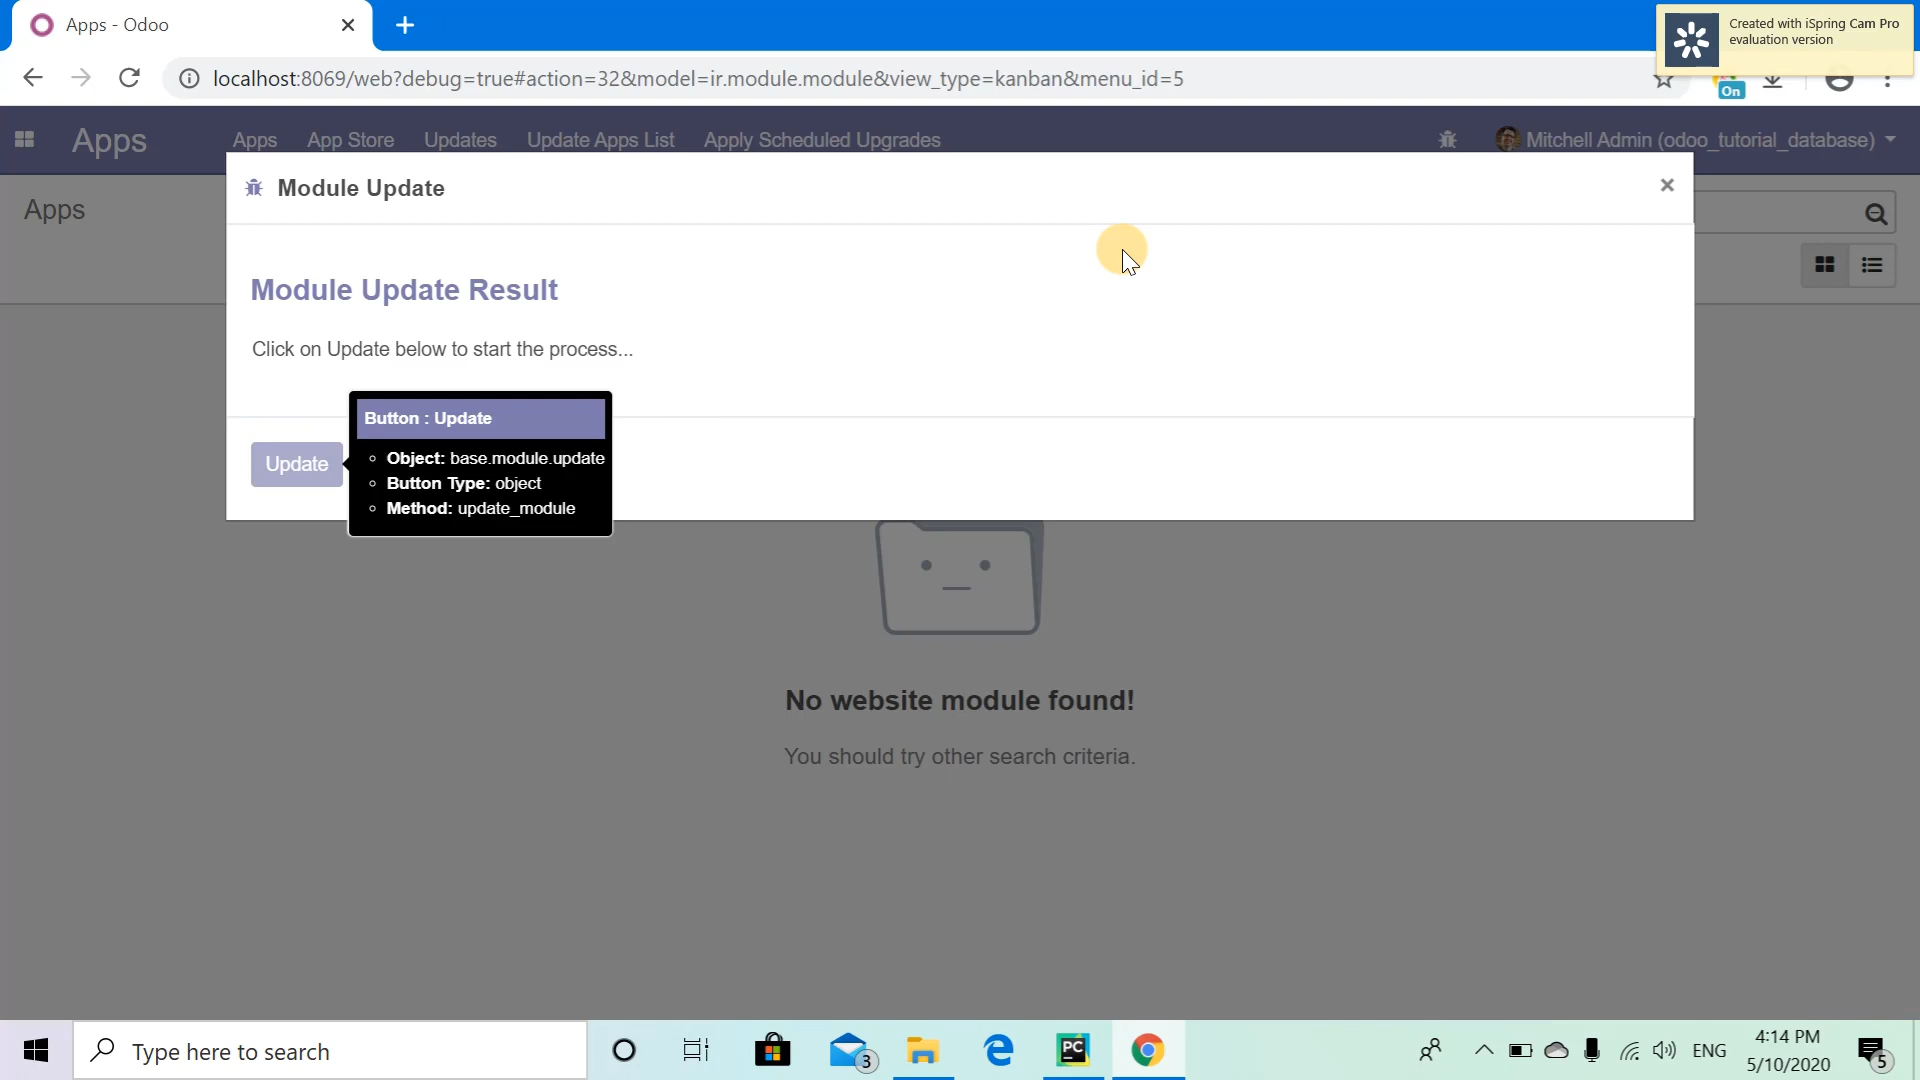 Apps - Odoo
Created with iSpring Cam Pro
evaluation version
localhost:8069/web?debug=true#action=32&model=ir.module.module&view_type=kanban&menu_id=5
On
Apps
Apps
App Store
Updates
Update Apps List
Apply Scheduled Upgrades
Mitchell Admin (odoo_tutorial_database)
Module Update
Apps
Module Update Result
Click on Update below to start the process...
Button : Update
Update
Object: base.module.update
Button Type: object
Method: update_module
No website module found!
You should try other search criteria.
Type here to search
3
PC
ENG
4:14 PM
5/10/2020
5